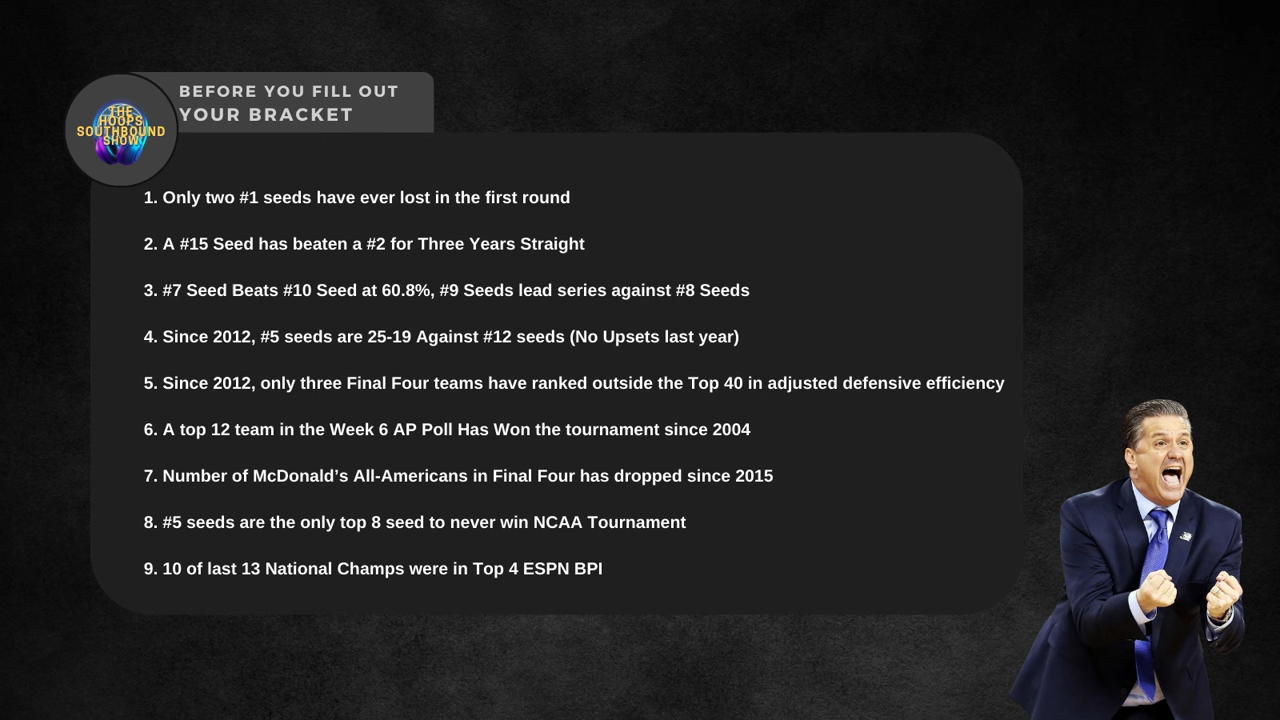 BEFORE YOU FILL OUT
YOUR BRACKET
THE
HOOPS
SOUTHBOUND
SHOW
1. Only two #1 seeds have ever lost in the first round
2. A #15 Seed has beaten a #2 for Three Years Straight
3. #7 Seed Beats #10 Seed at 60.8%, #9 Seeds lead series against #8 Seeds
4. Since 2012, #5 seeds are 25-19 Against #12 seeds (No Upsets last year)
5. Since 2012, only three Final Four teams have ranked outside the Top 40 in adjusted defensive efficiency
6. A top 12 team in the Week 6 AP Poll Has Won the tournament since 2004
7. Number of McDonald’s All-Americans in Final Four has dropped since 2015
8. #5 seeds are the only top 8 seed to never win NCAA Tournament
9. 10 of last 13 National Champs were in Top 4 ESPN BPI